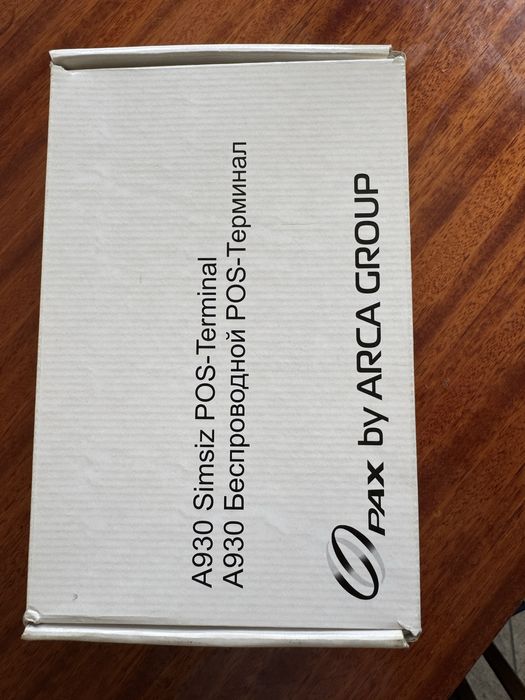 A930 Simsiz POS-Terminal
A930 Беспроводной POS-Терминал
PAX by ARCA GROUP